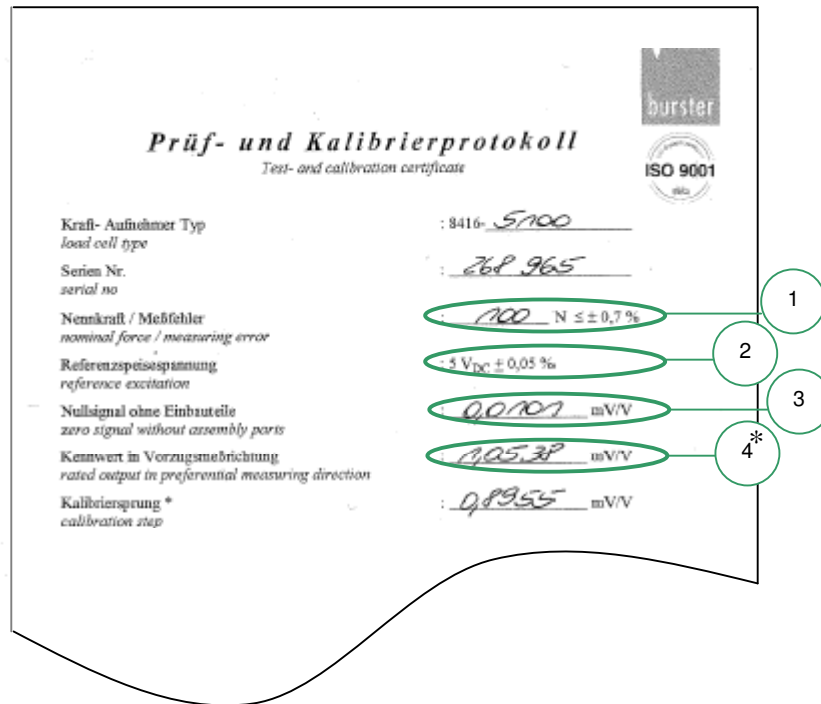 burster
Prüf- und Kalibrierprotokoll
Test- and calibration certificate
ISO 9001
Kraft- Aufnehmer Typ : 8416- 5100
load cell type
Serien Nr. : 268 965
serial no
Nennkraft / Meßfehler : 100 N ≤ ± 0,7 % 1
nominal force / measuring error
Referenzspeisespannung : 5 VDC ± 0,05 ‰ 2
reference excitation
Nullsignal ohne Einbauteile : 0,0101 mV/V 3
zero signal without assembly parts
Kennwert in Vorzugsmeßrichtung : 1,0538 mV/V 4*
rated output in preferential measuring direction
Kalibriersprung * : 0,8955 mV/V
calibration step